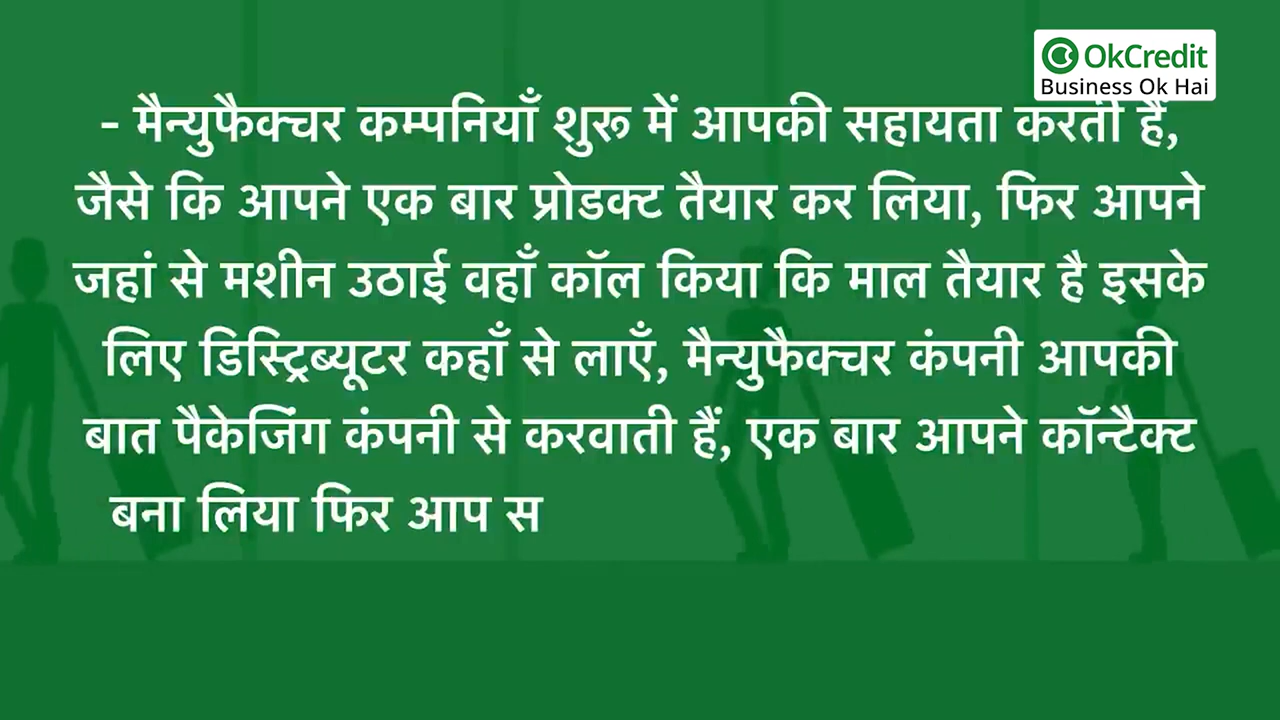 OkCredit
Business Ok Hai
- मैन्युफैक्चर कम्पनियाँ शुरू में आपकी सहायता करती हैं,
जैसे कि आपने एक बार प्रोडक्ट तैयार कर लिया, फिर आपने
जहां से मशीन उठाई वहाँ कॉल किया कि माल तैयार है इसके
लिए डिस्ट्रिब्यूटर कहाँ से लाएँ, मैन्युफैक्चर कंपनी आपकी
बात पैकेजिंग कंपनी से करवाती हैं, एक बार आपने कॉन्टैक्ट
बना लिया फिर आप स